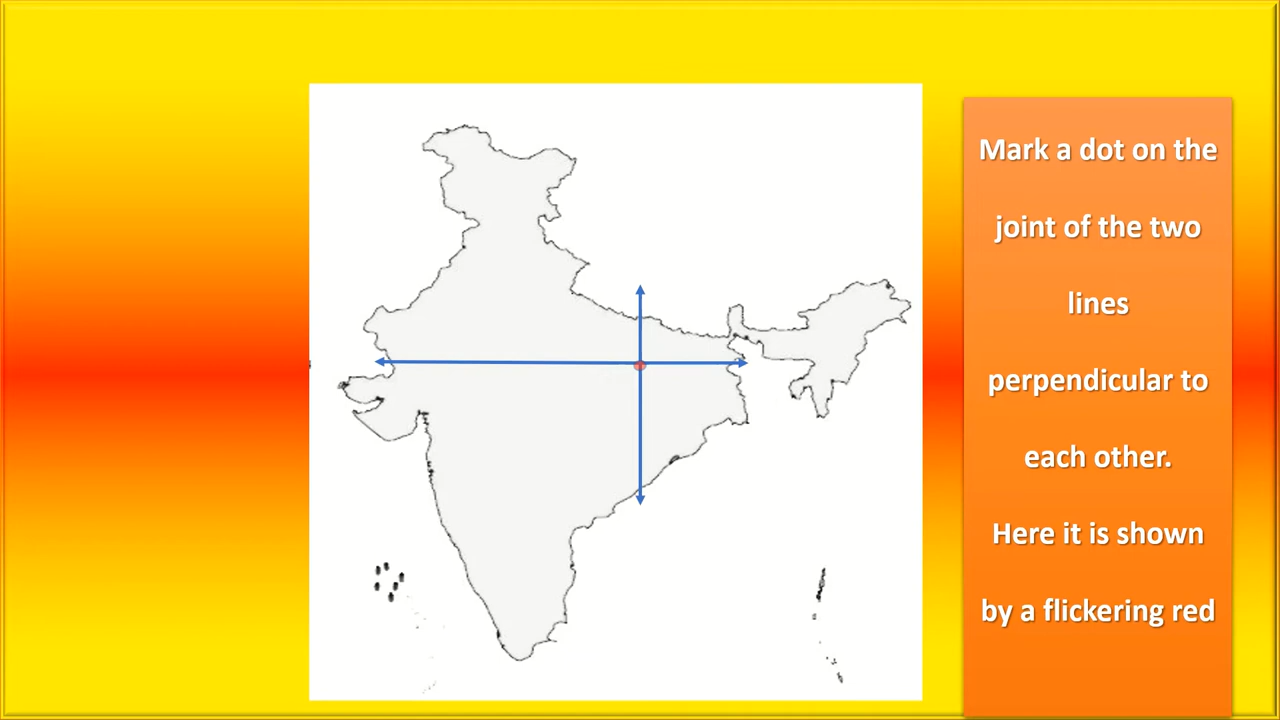 Mark a dot on the
joint of the two
lines
perpendicular to
each other.
Here it is shown
by a flickering red